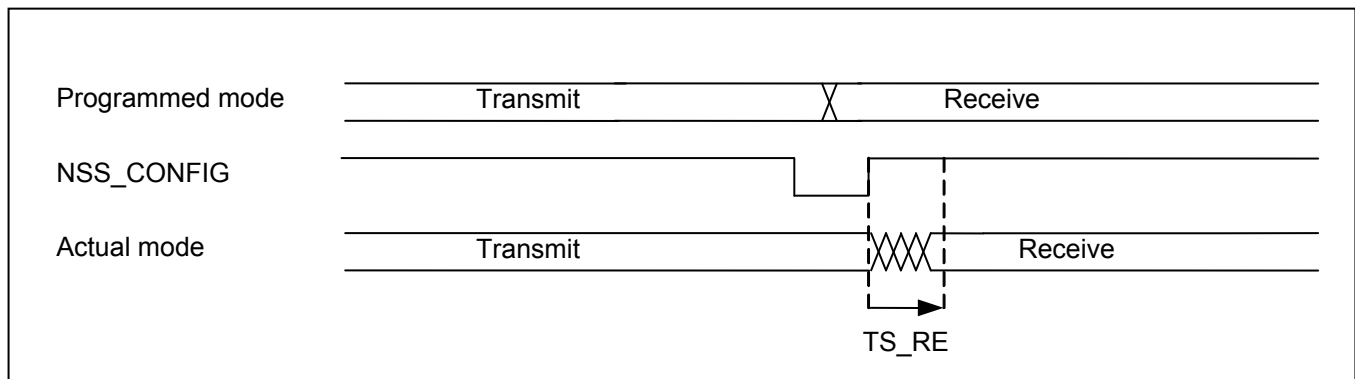 Programmed mode Transmit Receive
NSS_CONFIG
Actual mode Transmit Receive
TS_RE